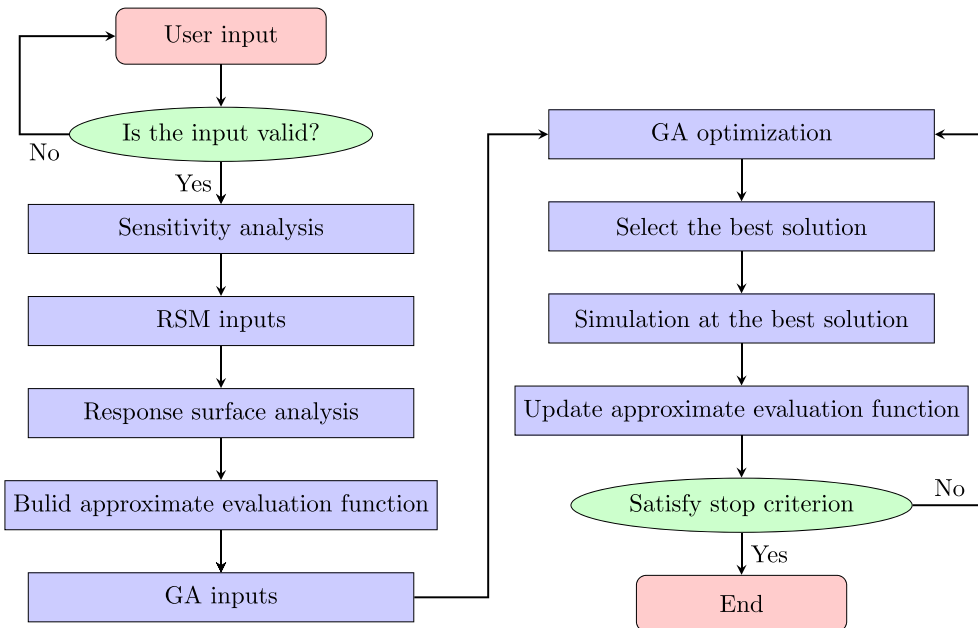 User input
Is the input valid?
No
Yes
Sensitivity analysis
RSM inputs
Response surface analysis
Bulid approximate evaluation function
GA inputs
GA optimization
Select the best solution
Simulation at the best solution
Update approximate evaluation function
Satisfy stop criterion
No
Yes
End